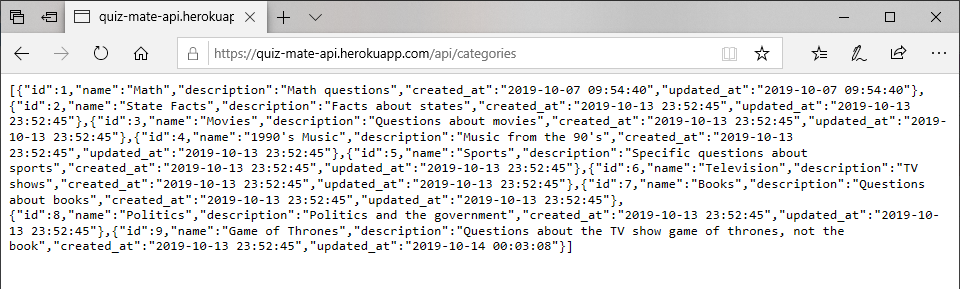 quiz-mate-api.herokuapp
https://quiz-mate-api.herokuapp.com/api/categories
[{"id":1,"name":"Math","description":"Math questions","created_at":"2019-10-07 09:54:40","updated_at":"2019-10-07 09:54:40"},
{"id":2,"name":"State Facts","description":"Facts about states","created_at":"2019-10-13 23:52:45","updated_at":"2019-10-13
23:52:45"},{"id":3,"name":"Movies","description":"Questions about movies","created_at":"2019-10-13 23:52:45","updated_at":"2019-
10-13 23:52:45"},{"id":4,"name":"1990's Music","description":"Music from the 90's","created_at":"2019-10-13
23:52:45","updated_at":"2019-10-13 23:52:45"},{"id":5,"name":"Sports","description":"Specific questions about
sports","created_at":"2019-10-13 23:52:45","updated_at":"2019-10-13 23:52:45"},{"id":6,"name":"Television","description":"TV
shows","created_at":"2019-10-13 23:52:45","updated_at":"2019-10-13 23:52:45"},{"id":7,"name":"Books","description":"Questions
about books","created_at":"2019-10-13 23:52:45","updated_at":"2019-10-13 23:52:45"},
{"id":8,"name":"Politics","description":"Politics and the government","created_at":"2019-10-13 23:52:45","updated_at":"2019-10-
13 23:52:45"},{"id":9,"name":"Game of Thrones","description":"Questions about the TV show game of thrones, not the
book","created_at":"2019-10-13 23:52:45","updated_at":"2019-10-14 00:03:08"}]